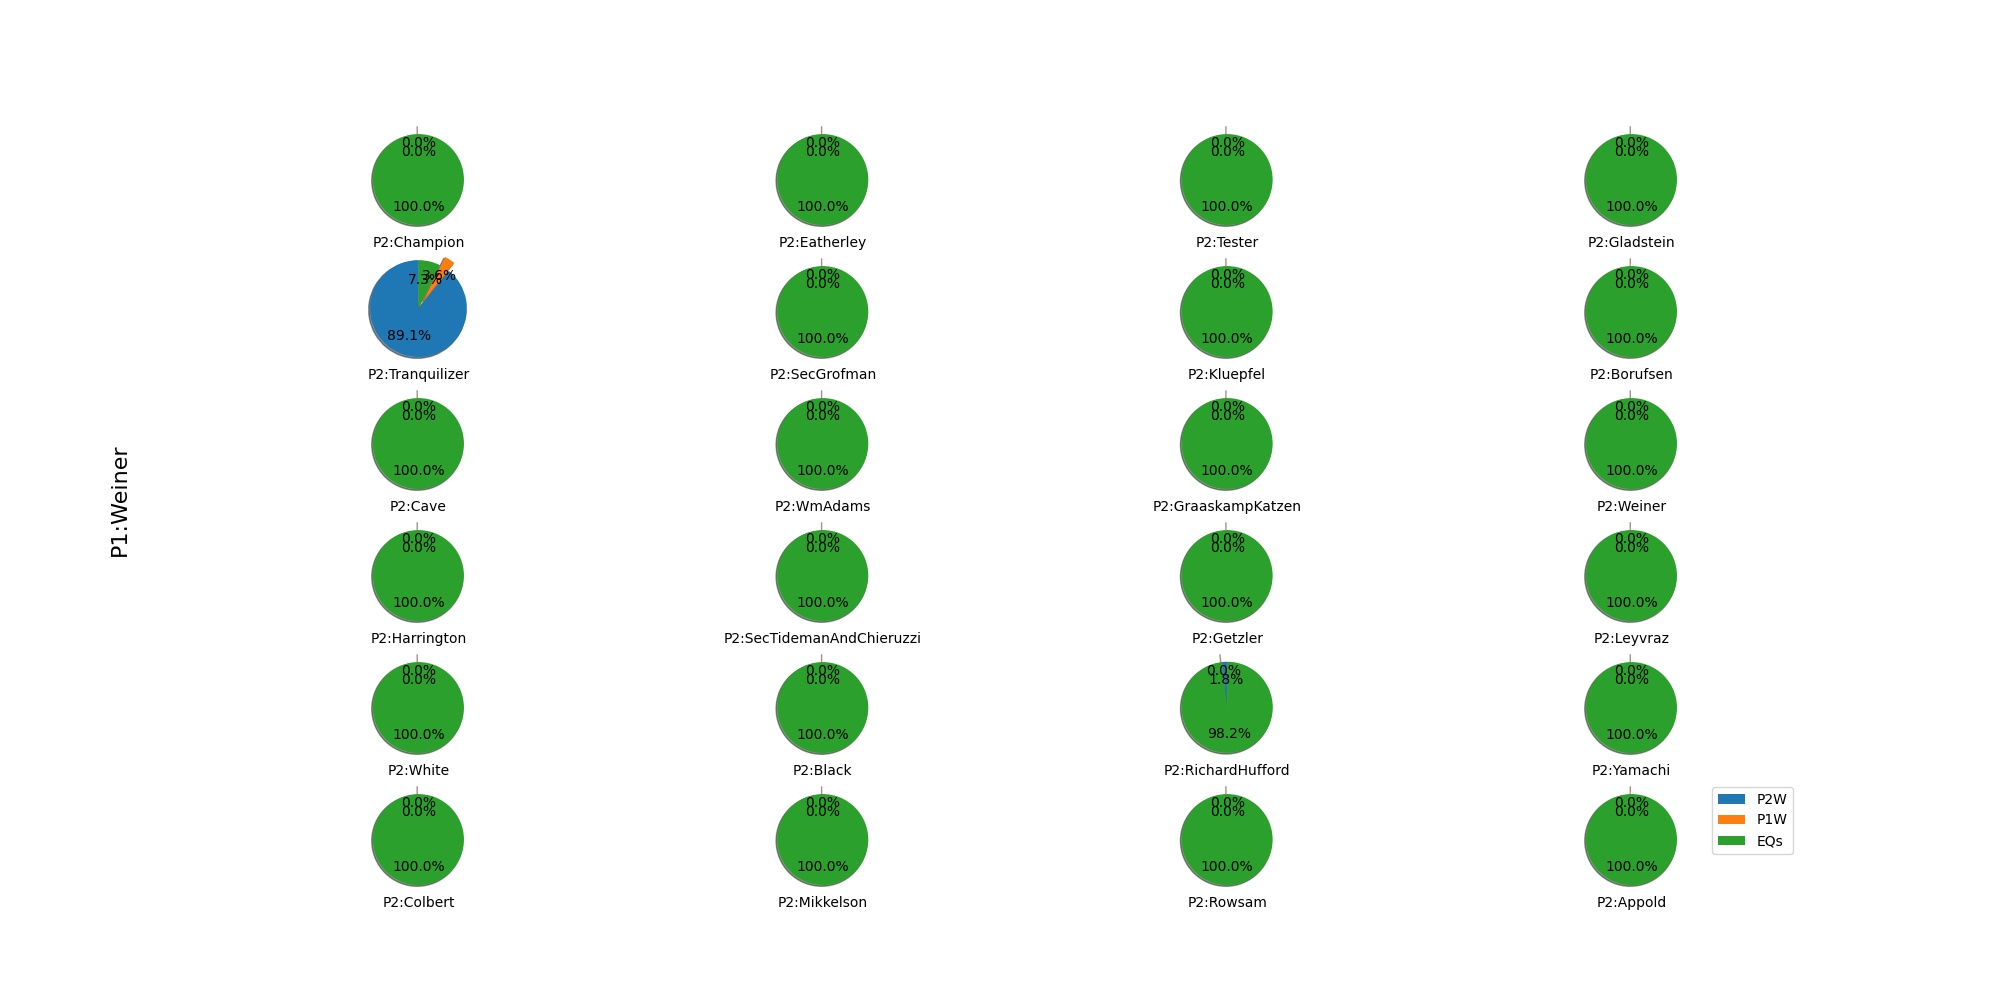 0.0% 0.0% 0.0% 0.0%
0.0% 0.0% 0.0% 0.0%
100.0% 100.0% 100.0% 100.0%
P2:Champion P2:Eatherley P2:Tester P2:Gladstein
3.6% 0.0% 0.0% 0.0%
7.3% 0.0% 0.0% 0.0%
89.1% 100.0% 100.0% 100.0%
P2:Tranquilizer P2:SecGrofman P2:Kluepfel P2:Borufsen
0.0% 0.0% 0.0% 0.0%
0.0% 0.0% 0.0% 0.0%
100.0% 100.0% 100.0% 100.0%
P2:Cave P2:WmAdams P2:GraaskampKatzen P2:Weiner
P1:Weiner
0.0% 0.0% 0.0% 0.0%
0.0% 0.0% 0.0% 0.0%
100.0% 100.0% 100.0% 100.0%
P2:Harrington P2:SecTidemanAndChieruzzi P2:Getzler P2:Leyvraz
0.0% 0.0% 0.0% 0.0%
0.0% 0.0% 1.8% 0.0%
100.0% 100.0% 98.2% 100.0%
P2:White P2:Black P2:RichardHufford P2:Yamachi
0.0% 0.0% 0.0% 0.0%
0.0% 0.0% 0.0% 0.0%
100.0% 100.0% 100.0% 100.0%
P2:Colbert P2:Mikkelson P2:Rowsam P2:Appold
P2W
P1W
EQs